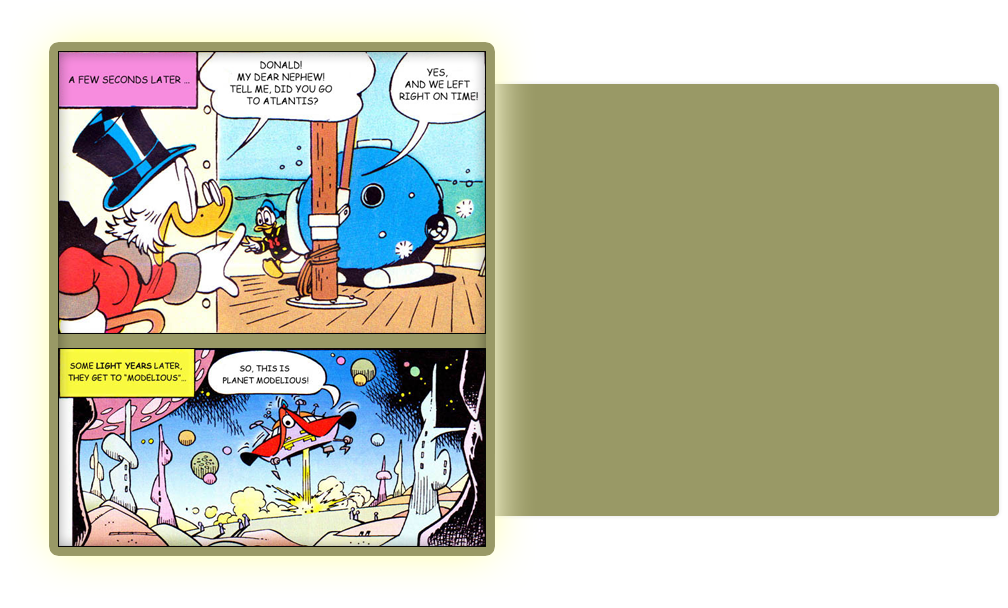 A FEW SECONDS LATER ...
DONALD!
MY DEAR NEPHEW!
TELL ME, DID YOU GO
TO ATLANTIS?
YES,
AND WE LEFT
RIGHT ON TIME!
SOME LIGHT YEARS LATER,
THEY GET TO "MODELIOUS"...
SO, THIS IS
PLANET MODELIOUS!